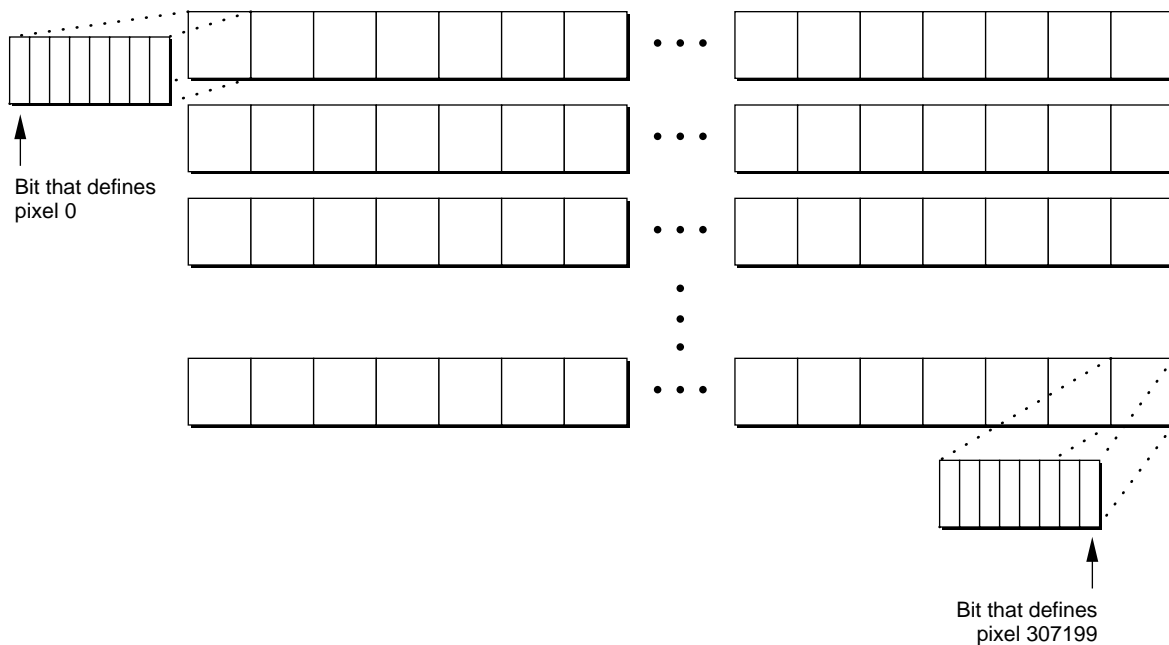 Bit that defines
pixel 0
Bit that defines
pixel 307199